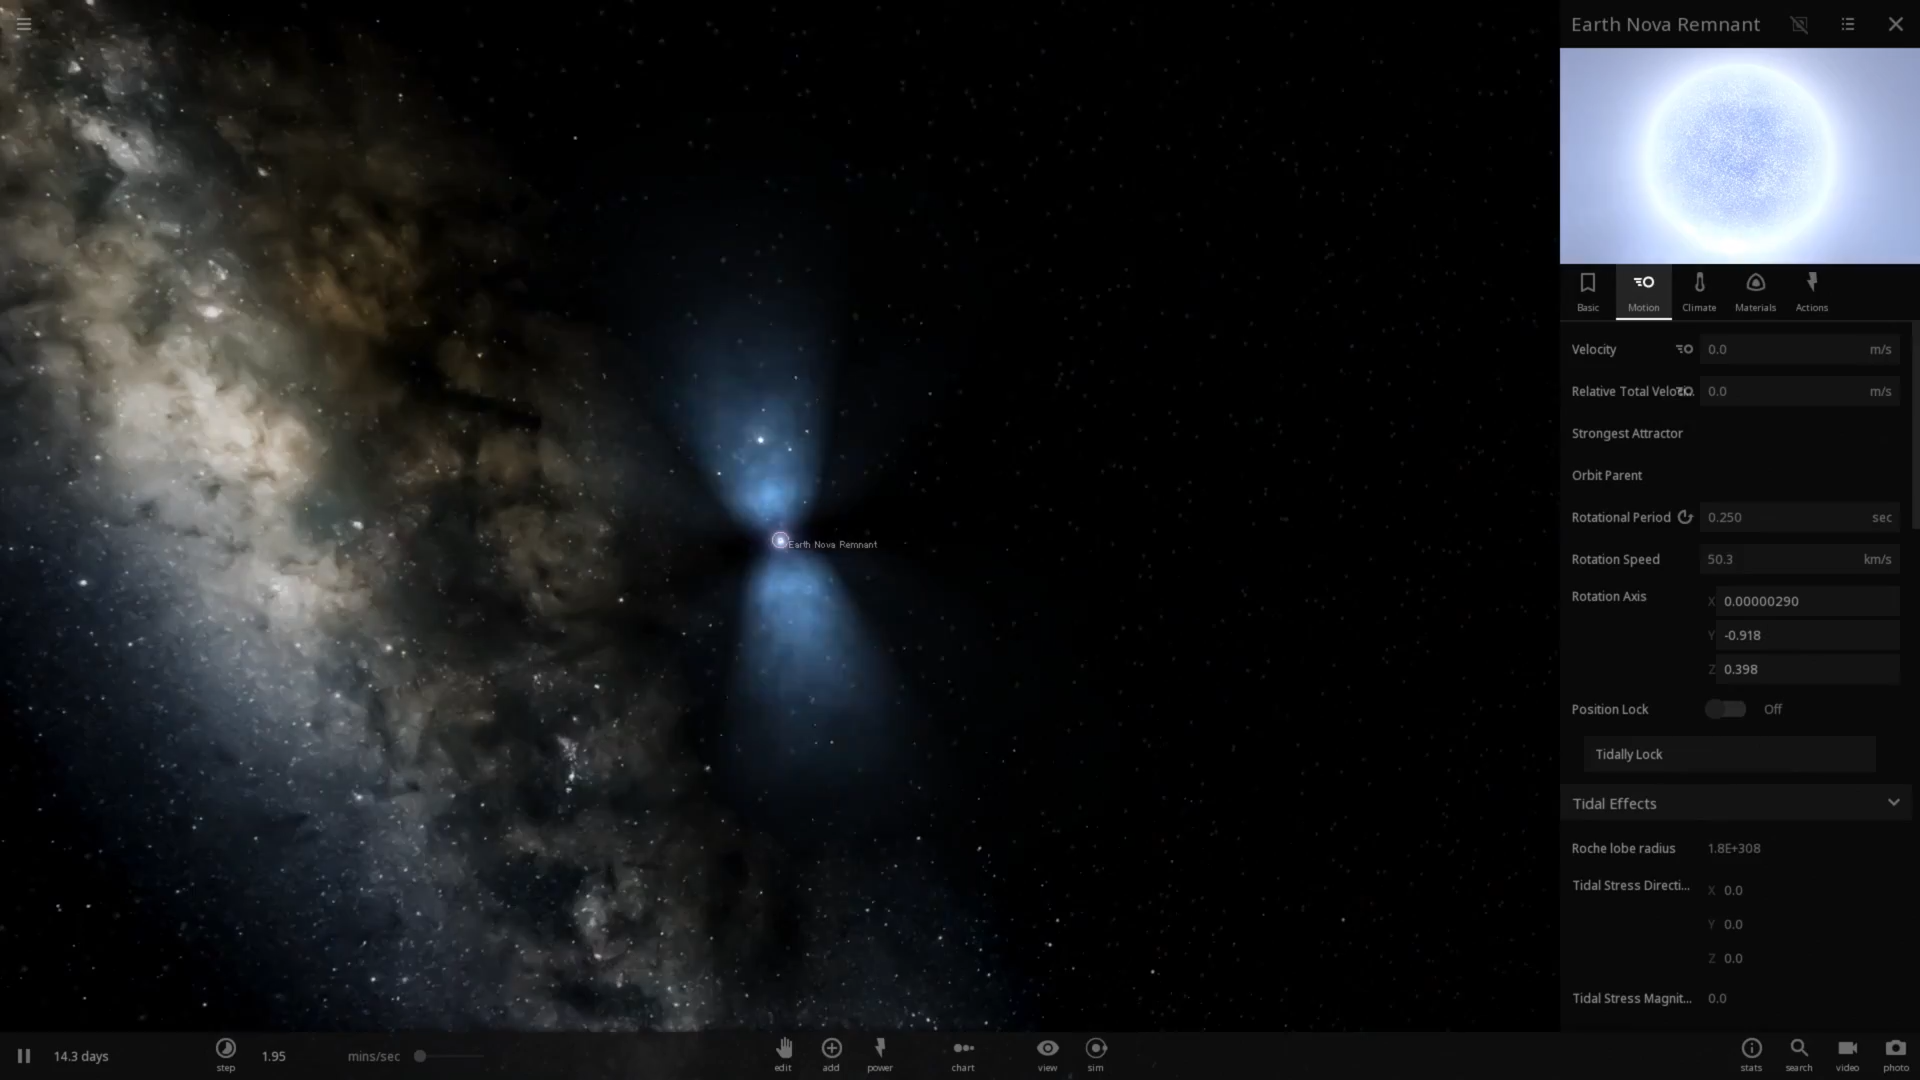 Earth Nova Remnant
Basic
Motion
Climate
Materials
Actions
Velocity 0.0 m/s
Relative Total Veloci... 0.0 m/s
Strongest Attractor
Orbit Parent
Rotational Period 0.250 sec
Rotation Speed 50.3 km/s
Rotation Axis X 0.00000290
Y -0.918
Z 0.398
Position Lock Off
Tidally Lock
Tidal Effects
Roche lobe radius 1.8E+308
Tidal Stress Directi... X 0.0
Y 0.0
Z 0.0
Tidal Stress Magnit... 0.0
Earth Nova Remnant
14.3 days
step
1.95 mins/sec
edit
add
power
chart
view
sim
stats
search
video
photo